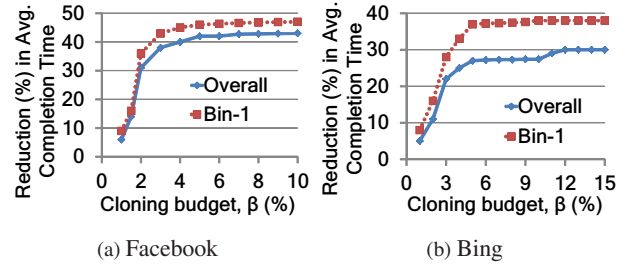 Reduction (%) in Avg.
Completion Time
50
40
30
20
10
0
Overall
Bin-1
0 2 4 6 8 10
Cloning budget, β (%)
(a) Facebook
Reduction (%) in Avg.
Completion Time
40
30
20
10
0
Overall
Bin-1
0 3 6 9 12 15
Cloning budget, β (%)
(b) Bing